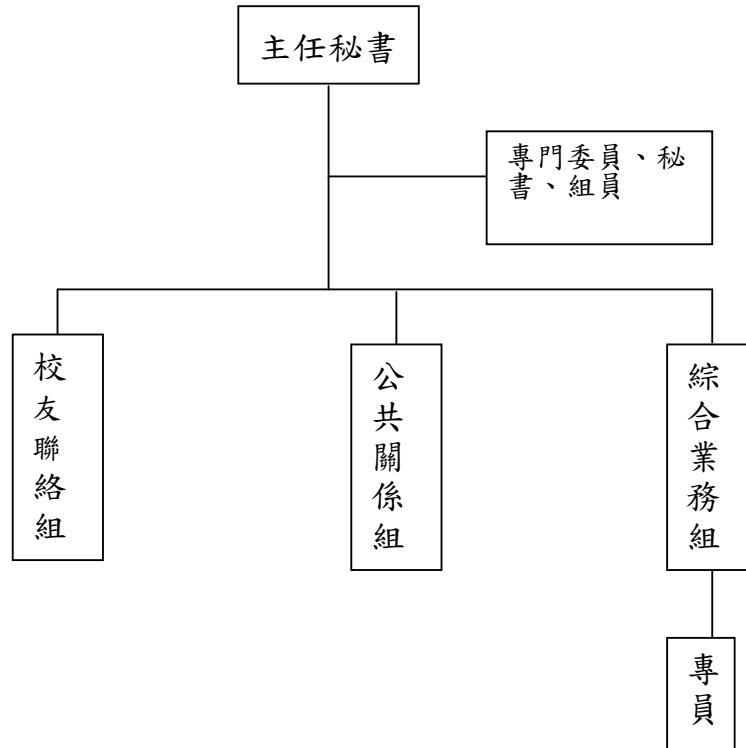 主任秘書
專門委員、秘
書、組員
校友聯絡組
公共關係組
綜合業務組
專員